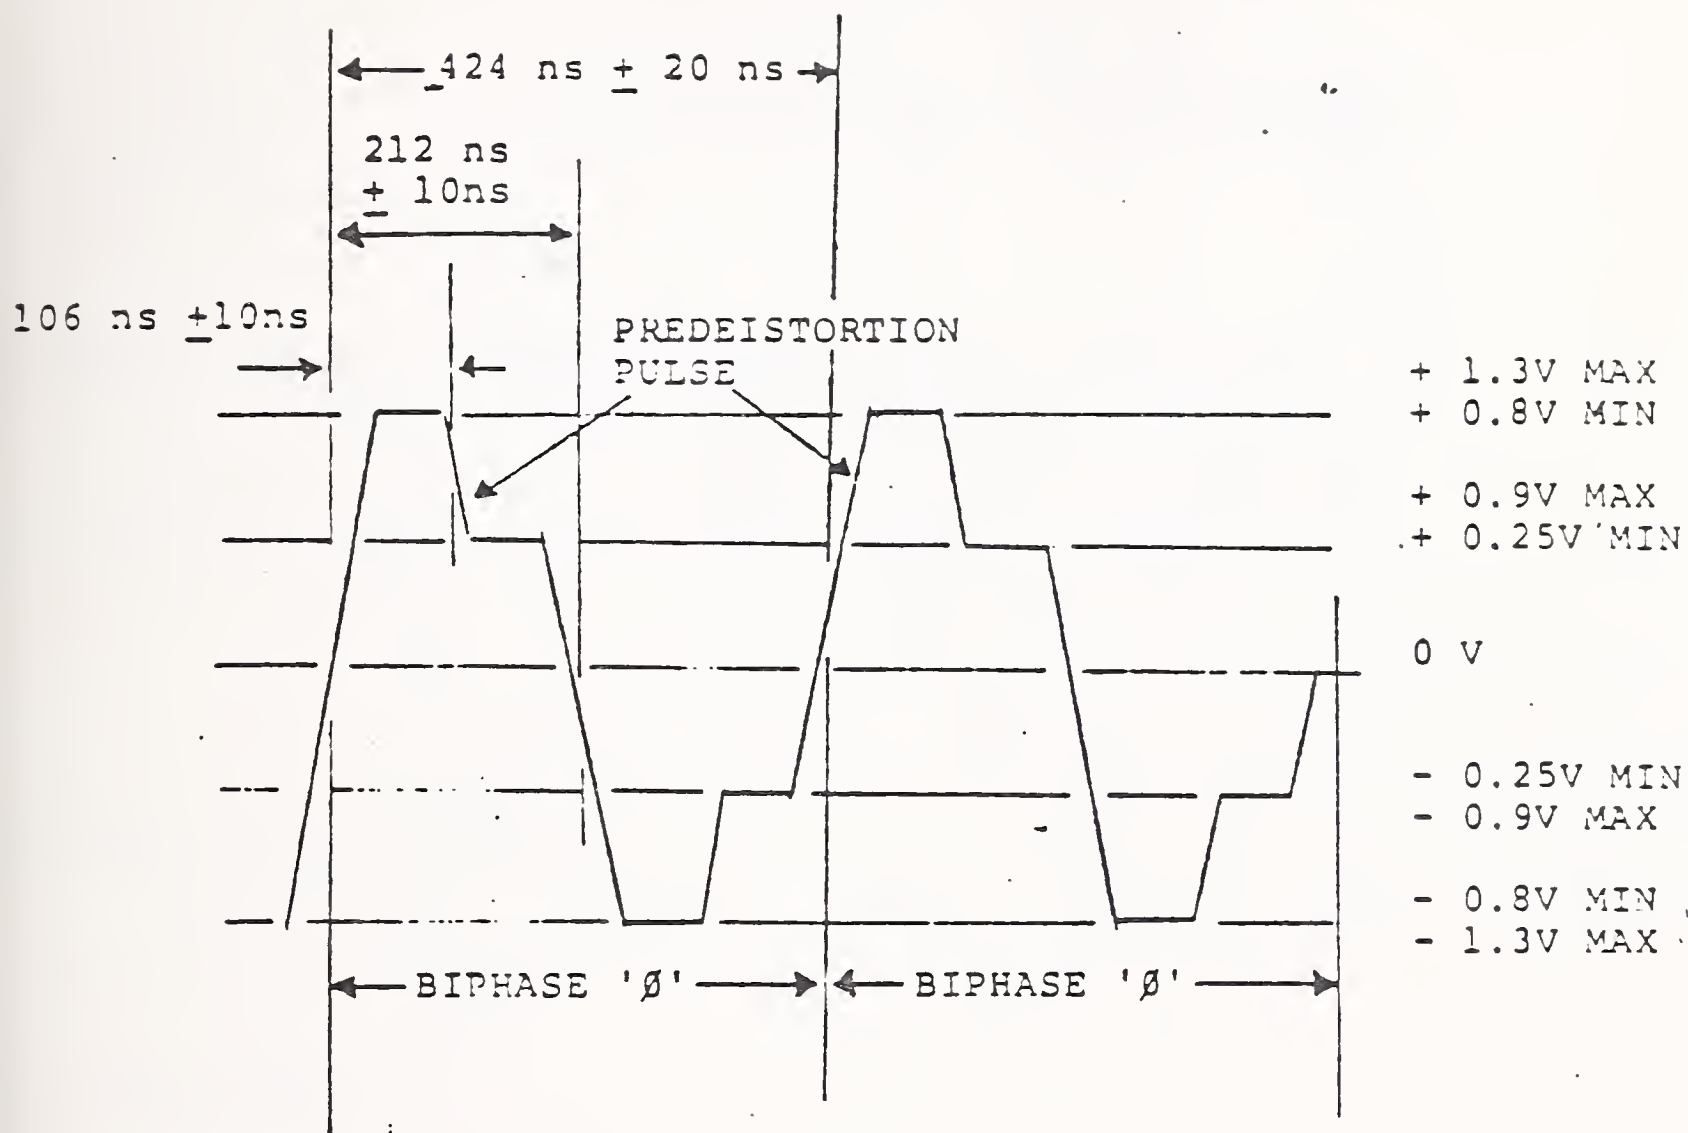 424 ns ± 20 ns
212 ns
± 10ns
106 ns ±10ns
PREDEISTORTION
PULSE
+ 1.3V MAX
+ 0.8V MIN
+ 0.9V MAX
+ 0.25V MIN
0 V
- 0.25V MIN
- 0.9V MAX
- 0.8V MIN
- 1.3V MAX
BIPHASE 'Ø'
BIPHASE 'Ø'